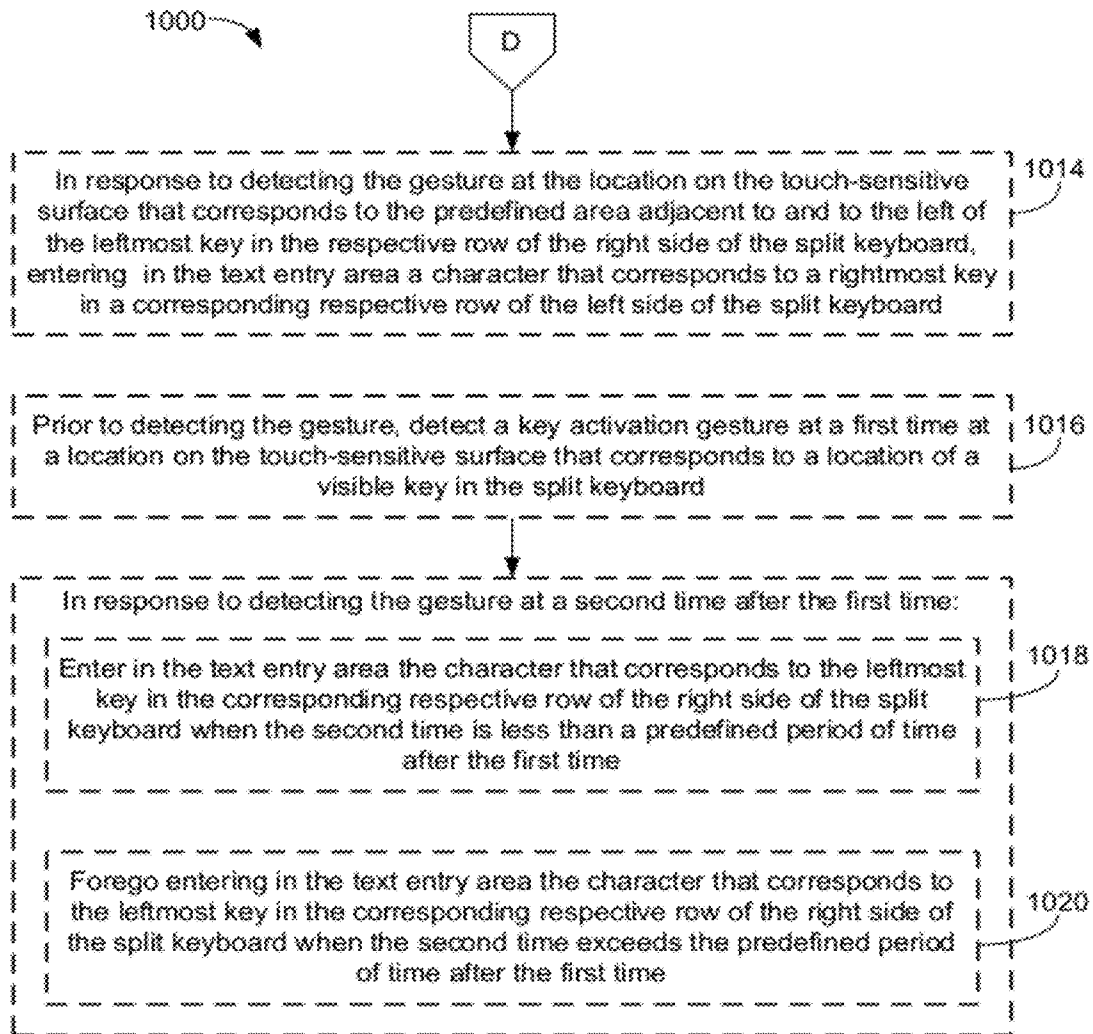 1000
D
In response to detecting the gesture at the location on the touch-sensitive
surface that corresponds to the predefined area adjacent to and to the left of
the leftmost key in the respective row of the right side of the split keyboard,
entering in the text entry area a character that corresponds to a rightmost key
in a corresponding respective row of the left side of the split keyboard
1014
Prior to detecting the gesture, detect a key activation gesture at a first time at
a location on the touch-sensitive surface that corresponds to a location of a
visible key in the split keyboard
1016
In response to detecting the gesture at a second time after the first time:
Enter in the text entry area the character that corresponds to the leftmost
key in the corresponding respective row of the right side of the split
keyboard when the second time is less than a predefined period of time
after the first time
1018
Forego entering in the text entry area the character that corresponds to
the leftmost key in the corresponding respective row of the right side of
the split keyboard when the second time exceeds the predefined period
of time after the first time
1020